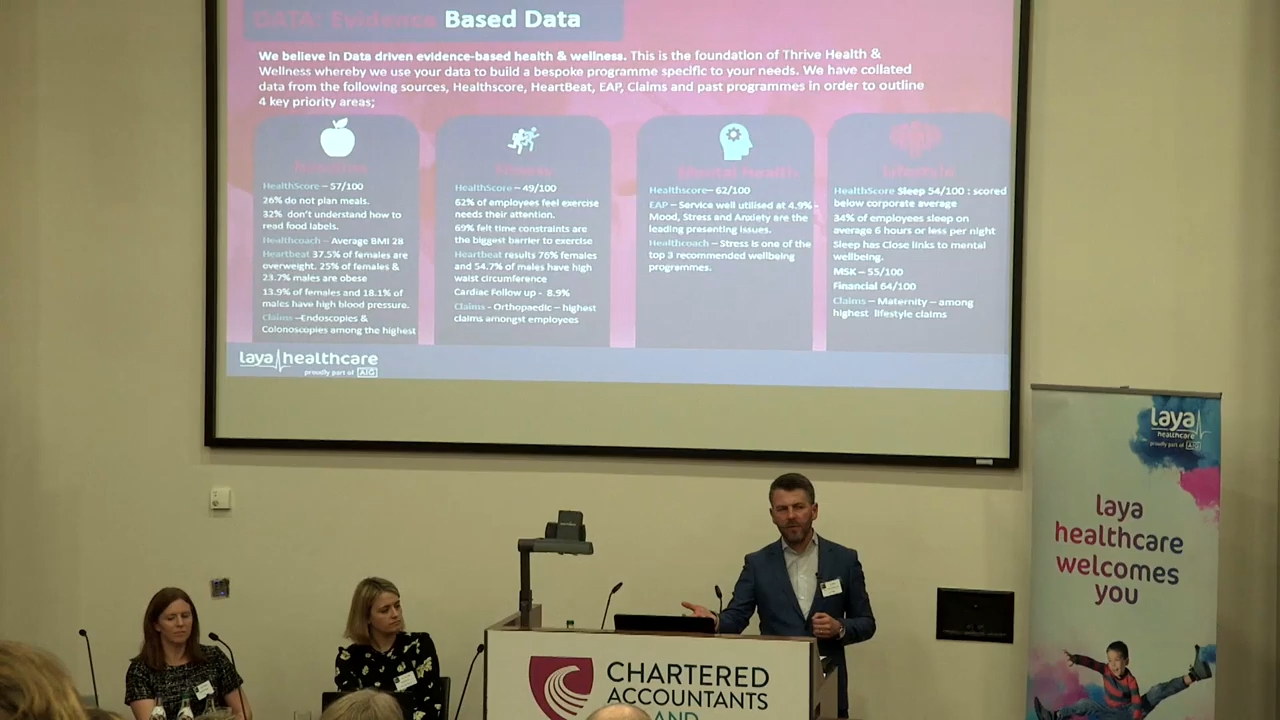 DATA: Evidence Based Data
We believe in Data driven evidence-based health & wellness. This is the foundation of Thrive Health &
Wellness whereby we use your data to build a bespoke programme specific to your needs. We have collated
data from the following sources, Healthscore, HeartBeat, EAP, Claims and past programmes in order to outline
4 key priority areas;
HealthScore – 57/100
26% do not plan meals.
32% don't understand how to
read food labels.
Healthcoach – Average BMI 28
Heartbeat 37.5% of females are
overweight. 25% of females &
23.7% males are obese
13.9% of females and 18.1% of
males have high blood pressure.
Claims –Endoscopies &
Colonoscopies among the highest
Fitness
HealthScore – 49/100
62% of employees feel exercise
needs their attention.
69% felt time constraints are
the biggest barrier to exercise
Heartbeat results 76% females
and 54.7% of males have high
waist circumference
Cardiac Follow up - 8.9%
Claims - Orthopaedic – highest
claims amongst employees
Mental Health
Healthscore– 62/100
EAP – Service well utilised at 4.9% -
Mood, Stress and Anxiety are the
leading presenting issues.
Healthcoach – Stress is one of the
top 3 recommended wellbeing
programmes.
Lifestyle
HealthScore Sleep 54/100 : scored
below corporate average
34% of employees sleep on
average 6 hours or less per night
Sleep has Close links to mental
wellbeing.
MSK – 55/100
Financial 64/100
Claims – Maternity – among
highest lifestyle claims
laya healthcare
proudly part of AIG
laya
healthcare
proudly part of AIG
laya
healthcare
welcomes
you
CHARTERED
ACCOUNTANTS